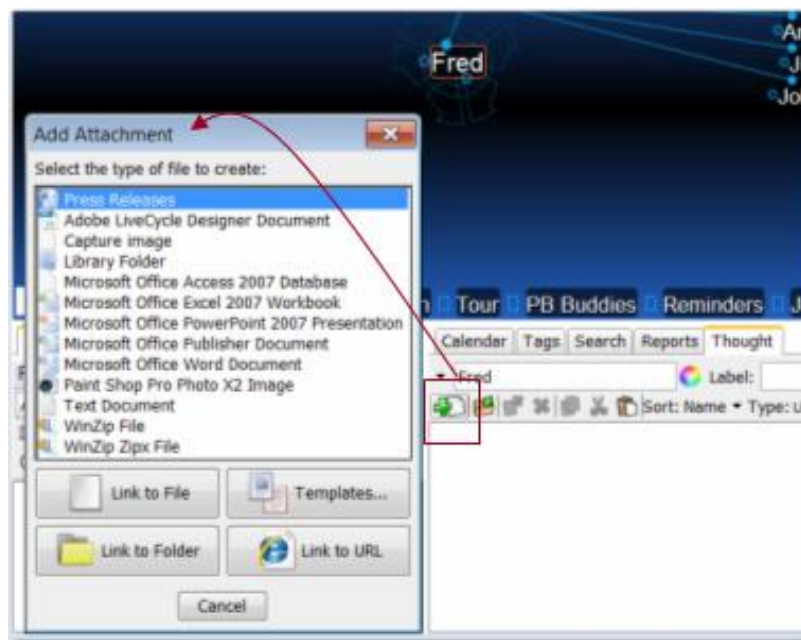 Fred
Add Attachment
Select the type of file to create:
Press Releases
Adobe LiveCycle Designer Document
Capture image
Library Folder
Microsoft Office Access 2007 Database
Microsoft Office Excel 2007 Workbook
Microsoft Office PowerPoint 2007 Presentation
Microsoft Office Publisher Document
Microsoft Office Word Document
Paint Shop Pro Photo X2 Image
Text Document
WinZip File
WinZip Zipx File
Link to File
Templates...
Link to Folder
Link to URL
Cancel
Tour PB Buddies Reminders
Calendar Tags Search Reports Thought
Fred Label:
Sort: Name Type: